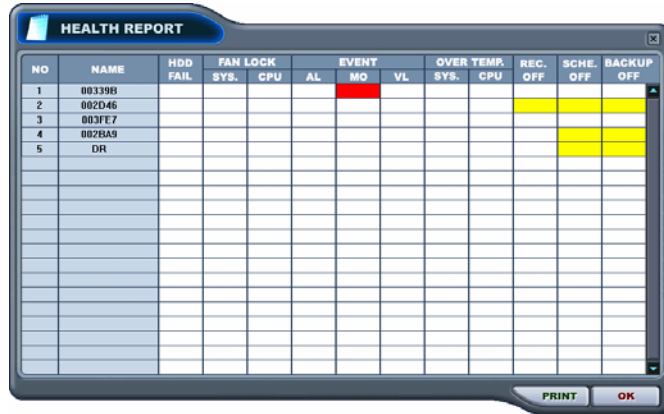 HEALTH REPORT
NO NAME HDD FAIL FAN LOCK EVENT OVER TEMP. REC. OFF SCHE. OFF BACKUP OFF
SYS. CPU AL MO VL SYS. CPU
1 00339B
2 002D46
3 003FE7
4 002BA9
5 DR
PRINT OK